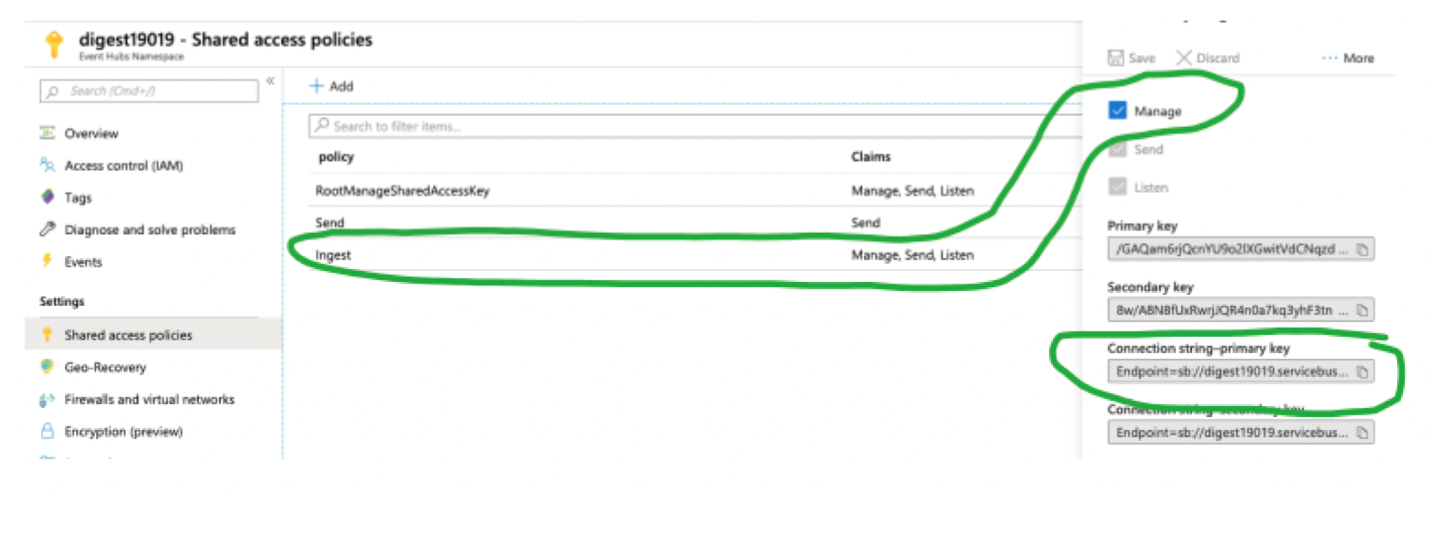 digest19019 - Shared access policies
Event Hubs Namespace
Search (Cmd+/)
«
Overview
Access control (IAM)
Tags
Diagnose and solve problems
Events
Settings
Shared access policies
Geo-Recovery
Firewalls and virtual networks
Encryption (preview)
+ Add
Search to filter items...
policy Claims
RootManageSharedAccessKey Manage, Send, Listen
Send Send
Ingest Manage, Send, Listen
Save Discard ··· More
Manage
Send
Listen
Primary key
Secondary key
Connection string–primary key
Endpoint=sb://digest19019.servicebus...
Connection string–secondary key
Endpoint=sb://digest19019.servicebus...